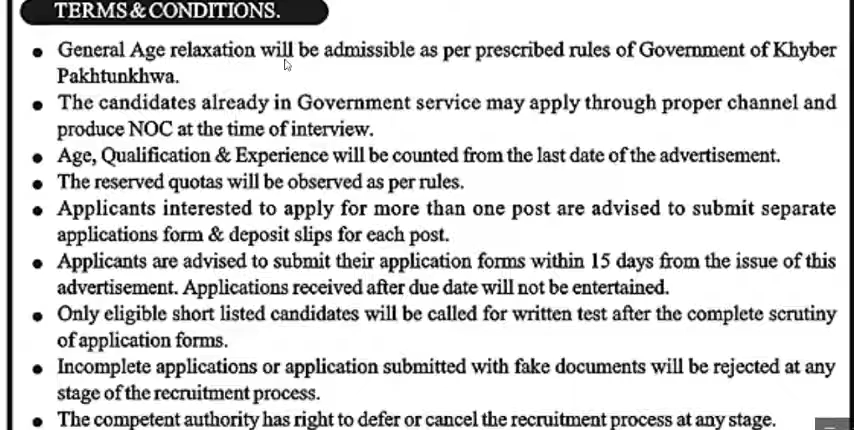 TERMS & CONDITIONS.
● General Age relaxation will be admissible as per prescribed rules of Government of Khyber
Pakhtunkhwa.
● The candidates already in Government service may apply through proper channel and
produce NOC at the time of interview.
● Age, Qualification & Experience will be counted from the last date of the advertisement.
● The reserved quotas will be observed as per rules.
● Applicants interested to apply for more than one post are advised to submit separate
applications form & deposit slips for each post.
● Applicants are advised to submit their application forms within 15 days from the issue of this
advertisement. Applications received after due date will not be entertained.
● Only eligible short listed candidates will be called for written test after the complete scrutiny
of application forms.
● Incomplete applications or application submitted with fake documents will be rejected at any
stage of the recruitment process.
● The competent authority has right to defer or cancel the recruitment process at any stage.